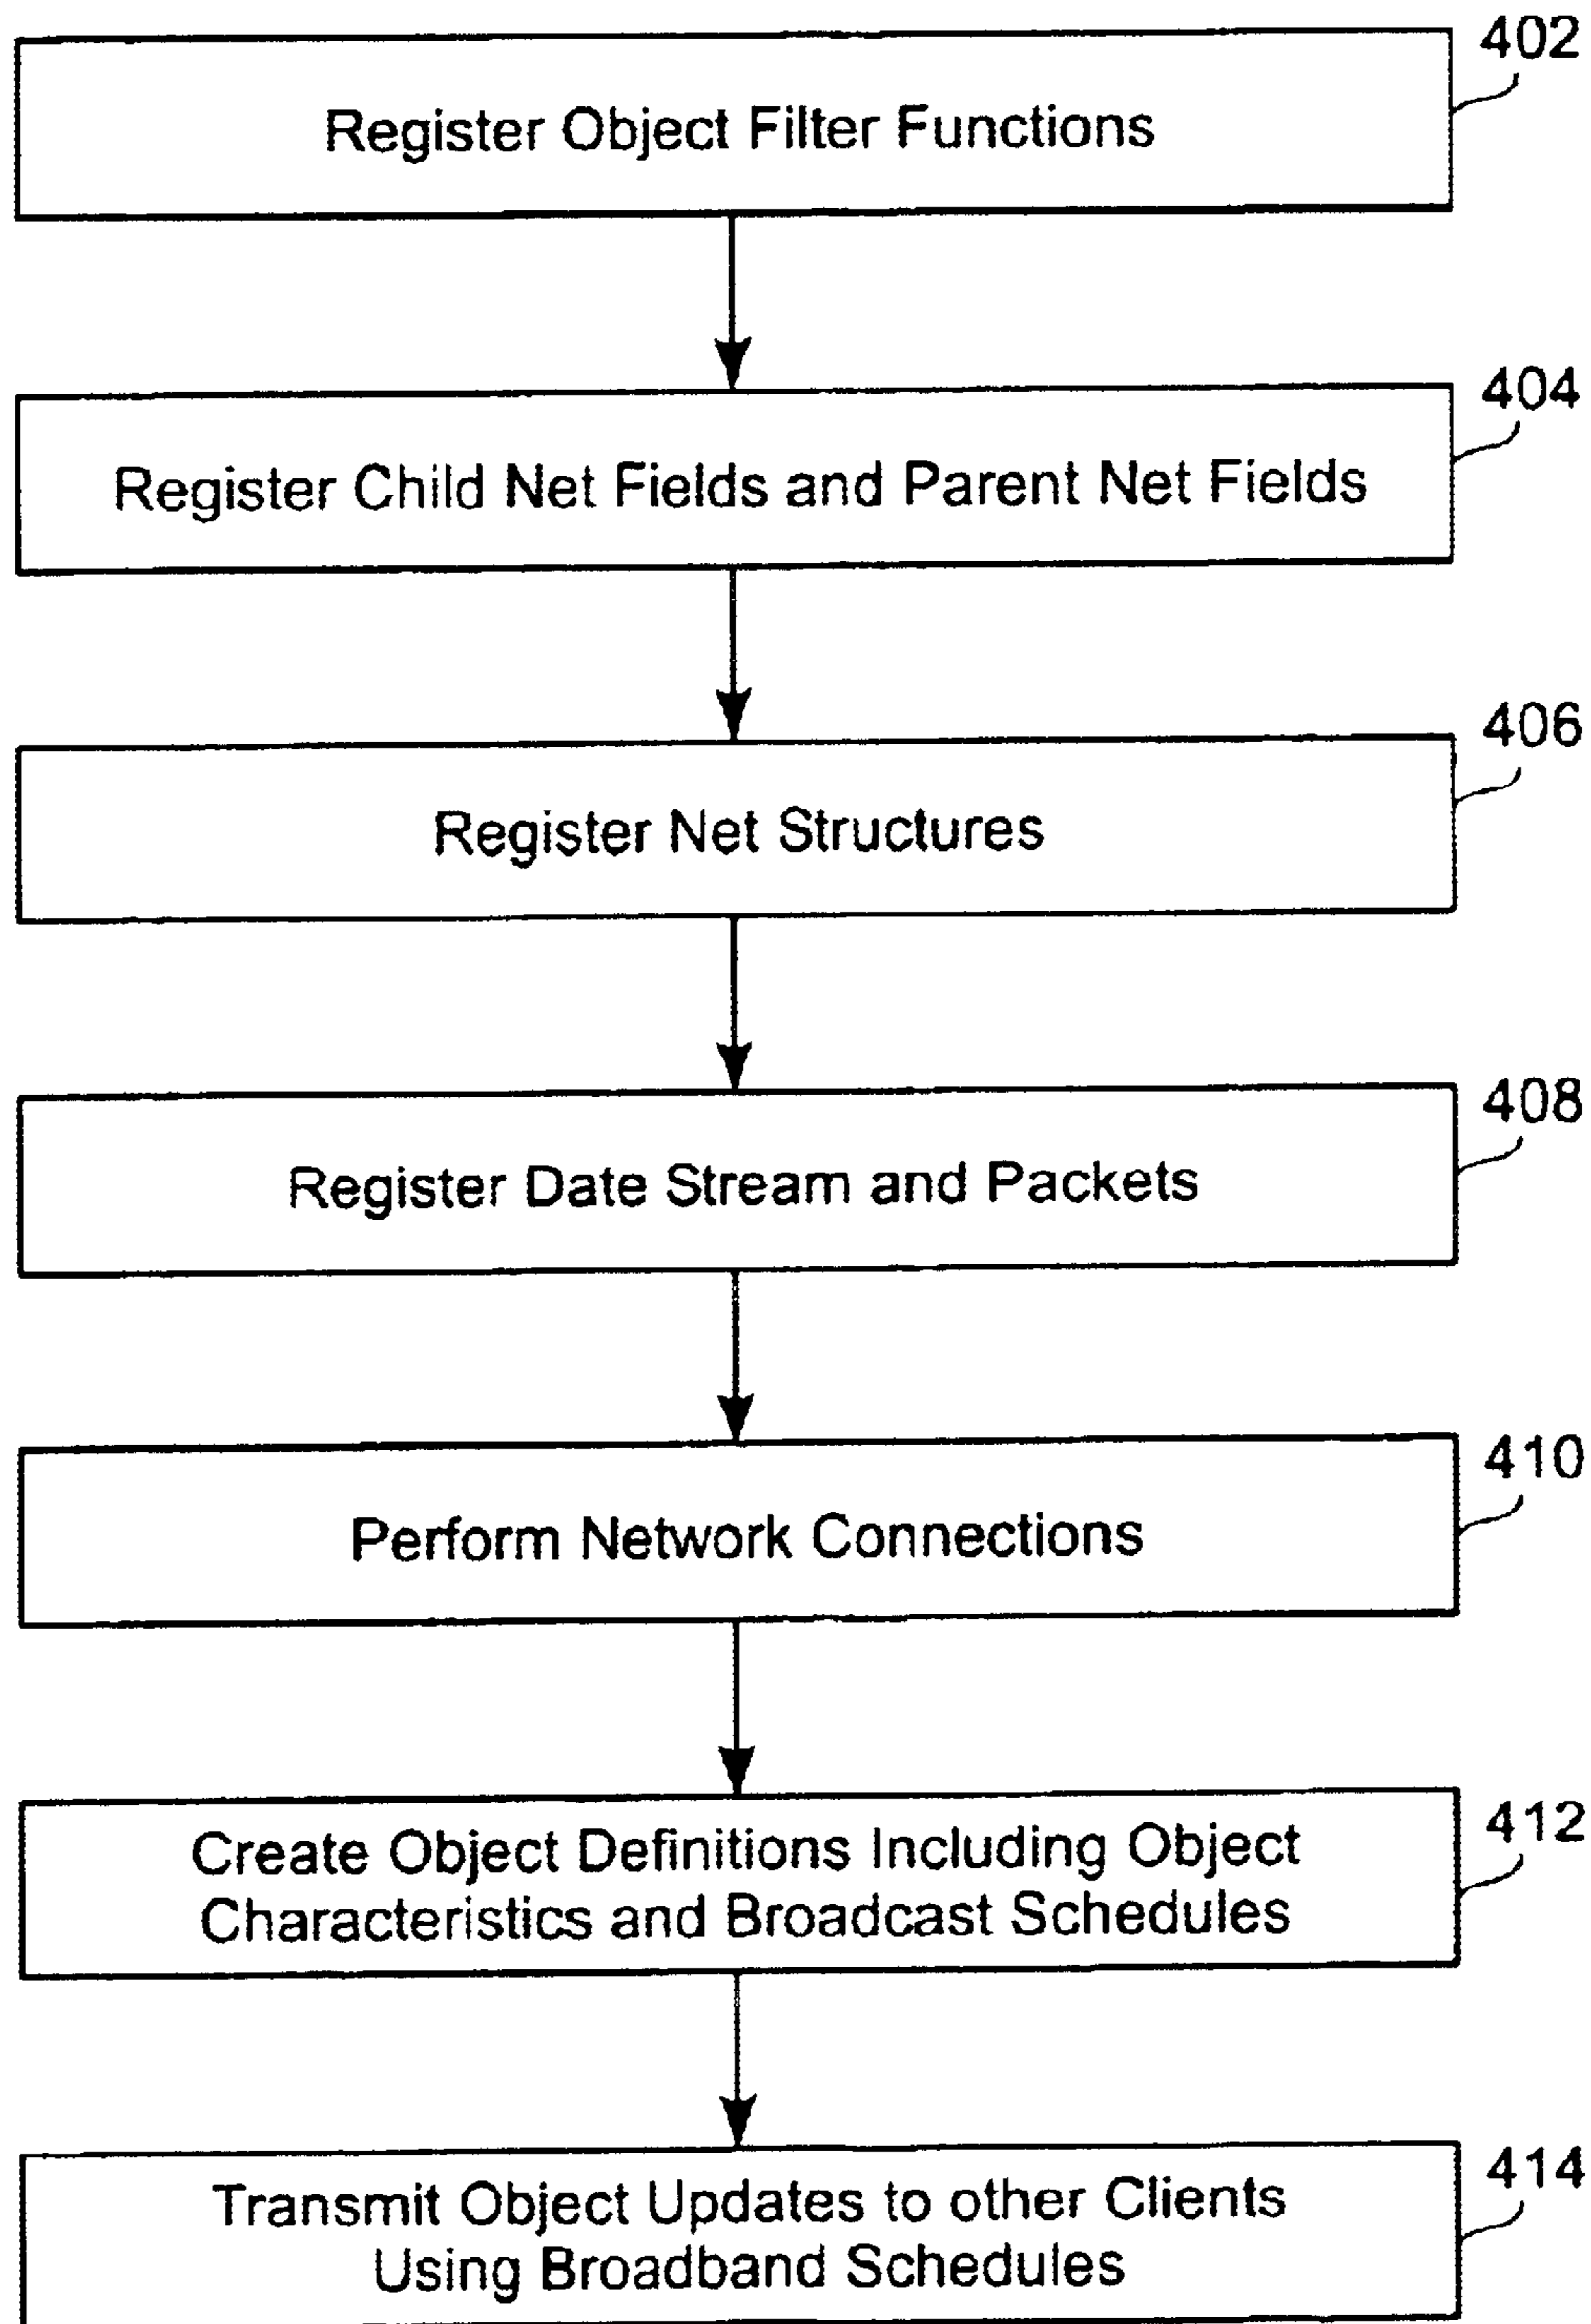 402
Register Object Filter Functions
404
Register Child Net Fields and Parent Net Fields
406
Register Net Structures
408
Register Date Stream and Packets
410
Perform Network Connections
412
Create Object Definitions Including Object
Characteristics and Broadcast Schedules
414
Transmit Object Updates to other Clients
Using Broadband Schedules